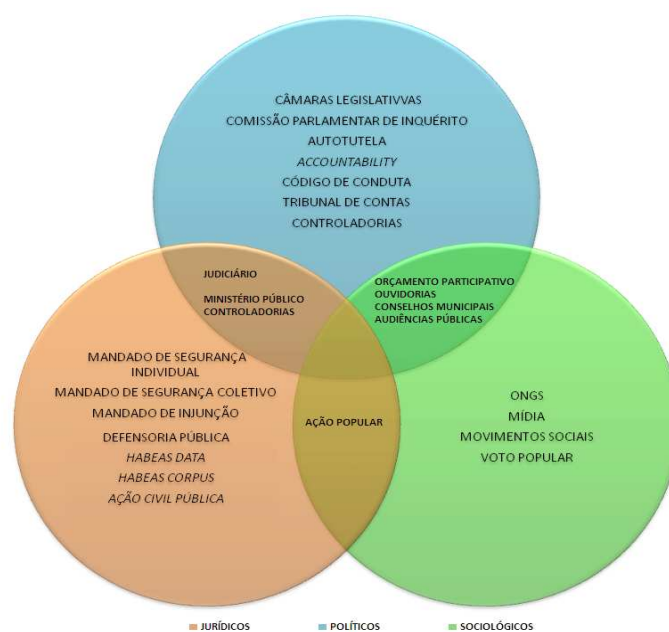 CÂMARAS LEGISLATIVVAS
COMISSÃO PARLAMENTAR DE INQUÉRITO
AUTOTUTELA
ACCOUNTABILITY
CÓDIGO DE CONDUTA
TRIBUNAL DE CONTAS
CONTROLADORIAS
JUDICIÁRIO
MINISTÉRIO PÚBLICO
CONTROLADORIAS
ORÇAMENTO PARTICIPATIVO
OUVIDORIAS
CONSELHOS MUNICIPAIS
AUDIÊNCIAS PÚBLICAS
MANDADO DE SEGURANÇA
INDIVIDUAL
MANDADO DE SEGURANÇA COLETIVO
MANDADO DE INJUNÇÃO
DEFENSORIA PÚBLICA
HABEAS DATA
HABEAS CORPUS
AÇÃO CIVIL PÚBLICA
AÇÃO POPULAR
ONGS
MÍDIA
MOVIMENTOS SOCIAIS
VOTO POPULAR
JURÍDICOS POLÍTICOS SOCIOLÓGICOS